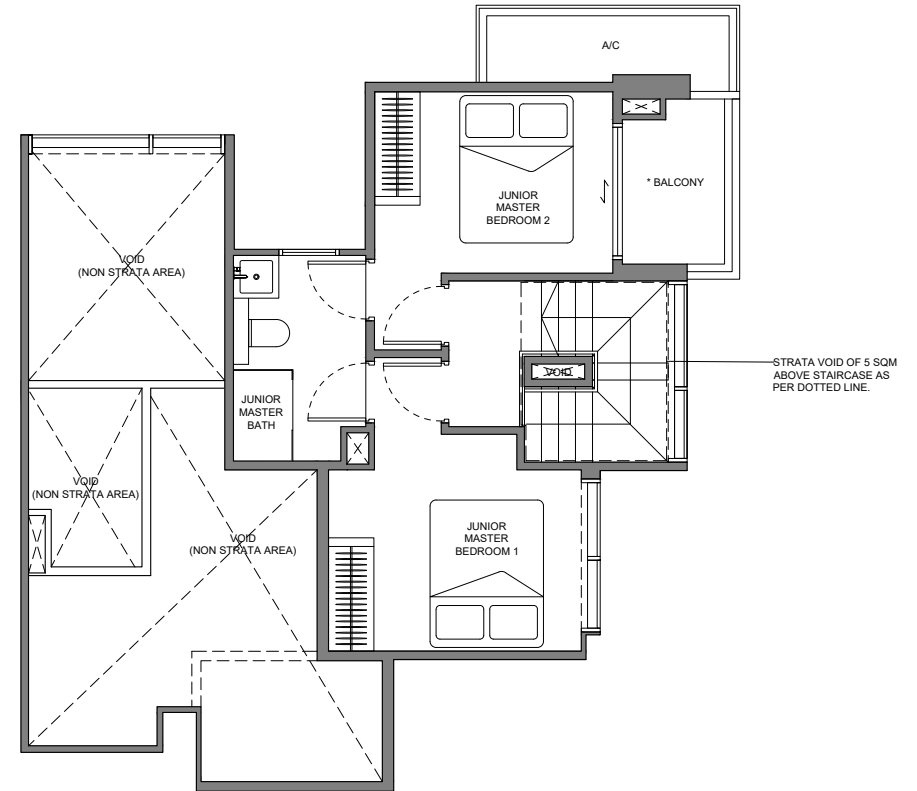 A/C
* BALCONY
JUNIOR
MASTER
BEDROOM 2
VOID
(NON STRATA AREA)
STRATA VOID OF 5 SQM
ABOVE STAIRCASE AS
PER DOTTED LINE.
VOID
JUNIOR
MASTER
BATH
VOID
(NON STRATA AREA)
VOID
(NON STRATA AREA)
JUNIOR
MASTER
BEDROOM 1